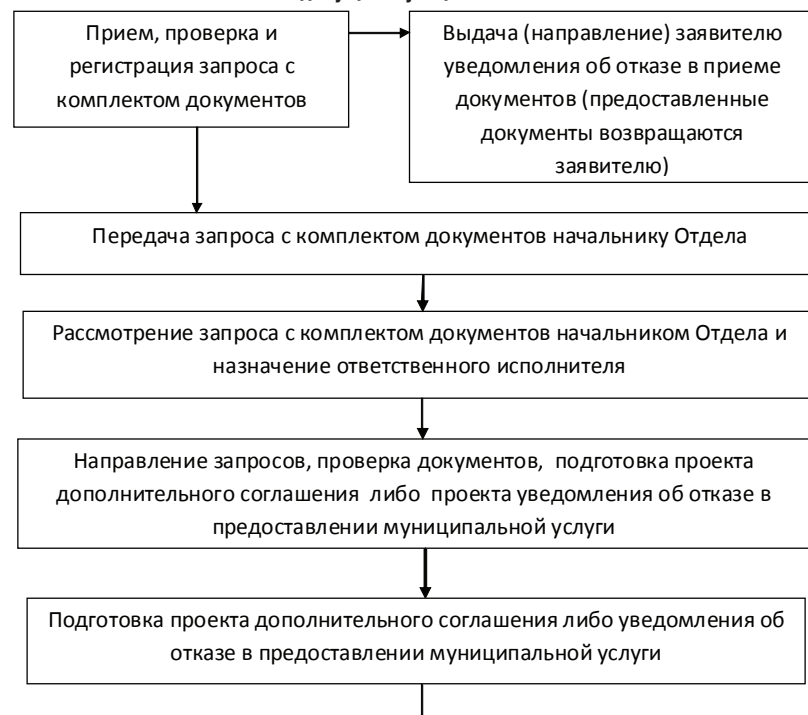 Прием, проверка и
регистрация запроса с
комплектом документов
Выдача (направление) заявителю
уведомления об отказе в приеме
документов (предоставленные
документы возвращаются
заявителю)
Передача запроса с комплектом документов начальнику Отдела
Рассмотрение запроса с комплектом документов начальником Отдела и
назначение ответственного исполнителя
Направление запросов, проверка документов, подготовка проекта
дополнительного соглашения либо проекта уведомления об отказе в
предоставлении муниципальной услуги
Подготовка проекта дополнительного соглашения либо уведомления об
отказе в предоставлении муниципальной услуги